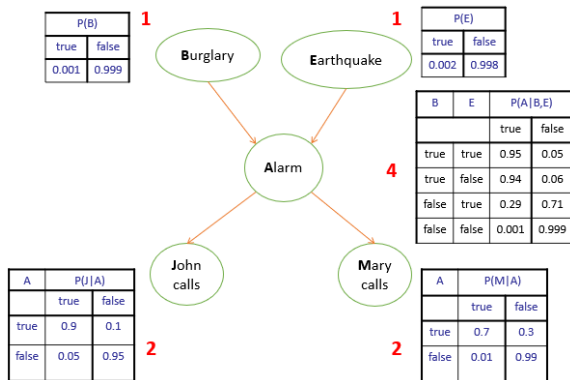 P(B)
true false
0.001 0.999
1
Burglary
1
Earthquake
P(E)
true false
0.002 0.998
B E P(A|B,E)
true false
true true 0.95 0.05
true false 0.94 0.06
false true 0.29 0.71
false false 0.001 0.999
4
Alarm
John
calls
Mary
calls
A P(J|A)
true false
true 0.9 0.1
false 0.05 0.95
2
2
A P(M|A)
true false
true 0.7 0.3
false 0.01 0.99